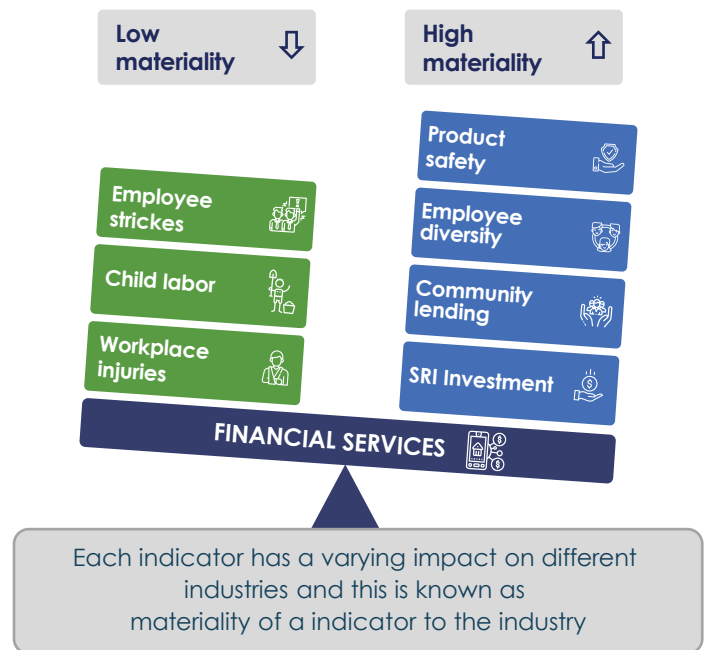 Low
materiality
High
materiality
Employee
strickes
Child labor
Workplace
injuries
Product
safety
Employee
diversity
Community
lending
SRI Investment
FINANCIAL SERVICES
Each indicator has a varying impact on different
industries and this is known as
materiality of a indicator to the industry